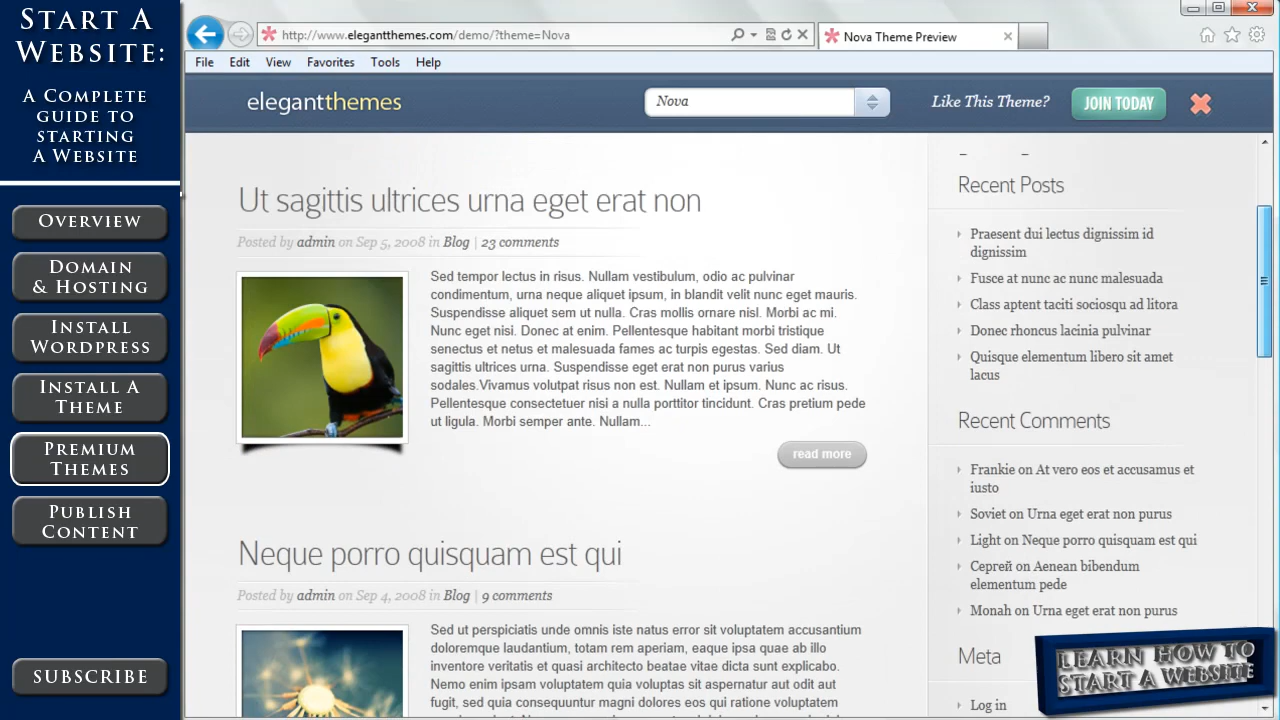 START A
WEBSITE:
A COMPLETE
GUIDE TO
STARTING
A WEBSITE
OVERVIEW
DOMAIN
& HOSTING
INSTALL
WORDPRESS
INSTALL A
THEME
PREMIUM
THEMES
PUBLISH
CONTENT
SUBSCRIBE
http://www.elegantthemes.com/demo/?theme=Nova
Nova Theme Preview
File Edit View Favorites Tools Help
elegantthemes
Nova
Like This Theme?
JOIN TODAY
Ut sagittis ultrices urna eget erat non
Posted by admin on Sep 5, 2008 in Blog | 23 comments
Sed tempor lectus in risus. Nullam vestibulum, odio ac pulvinar
condimentum, urna neque aliquet ipsum, in blandit velit nunc eget mauris.
Suspendisse aliquet sem ut nulla. Cras mollis ornare nisl. Morbi ac mi.
Nunc eget nisl. Donec at enim. Pellentesque habitant morbi tristique
senectus et netus et malesuada fames ac turpis egestas. Sed diam. Ut
sagittis ultrices urna. Suspendisse eget erat non purus varius
sodales.Vivamus volutpat risus non est. Nullam et ipsum. Nunc ac risus.
Pellentesque consectetuer nisi a nulla porttitor tincidunt. Cras pretium pede
ut ligula. Morbi semper ante. Nullam...
read more
Neque porro quisquam est qui
Posted by admin on Sep 4, 2008 in Blog | 9 comments
Sed ut perspiciatis unde omnis iste natus error sit voluptatem accusantium
doloremque laudantium, totam rem aperiam, eaque ipsa quae ab illo
inventore veritatis et quasi architecto beatae vitae dicta sunt explicabo.
Nemo enim ipsam voluptatem quia voluptas sit aspernatur aut odit aut
fugit, sed quia consequuntur magni dolores eos qui ratione voluptatem
Recent Posts
Praesent dui lectus dignissim id
dignissim
Fusce at nunc ac nunc malesuada
Class aptent taciti sociosqu ad litora
Donec rhoncus lacinia pulvinar
Quisque elementum libero sit amet
lacus
Recent Comments
Frankie on At vero eos et accusamus et
iusto
Soviet on Urna eget erat non purus
Light on Neque porro quisquam est qui
Сергей on Aenean bibendum
elementum pede
Monah on Urna eget erat non purus
Meta
Log in
LEARN HOW TO
START A WEBSITE